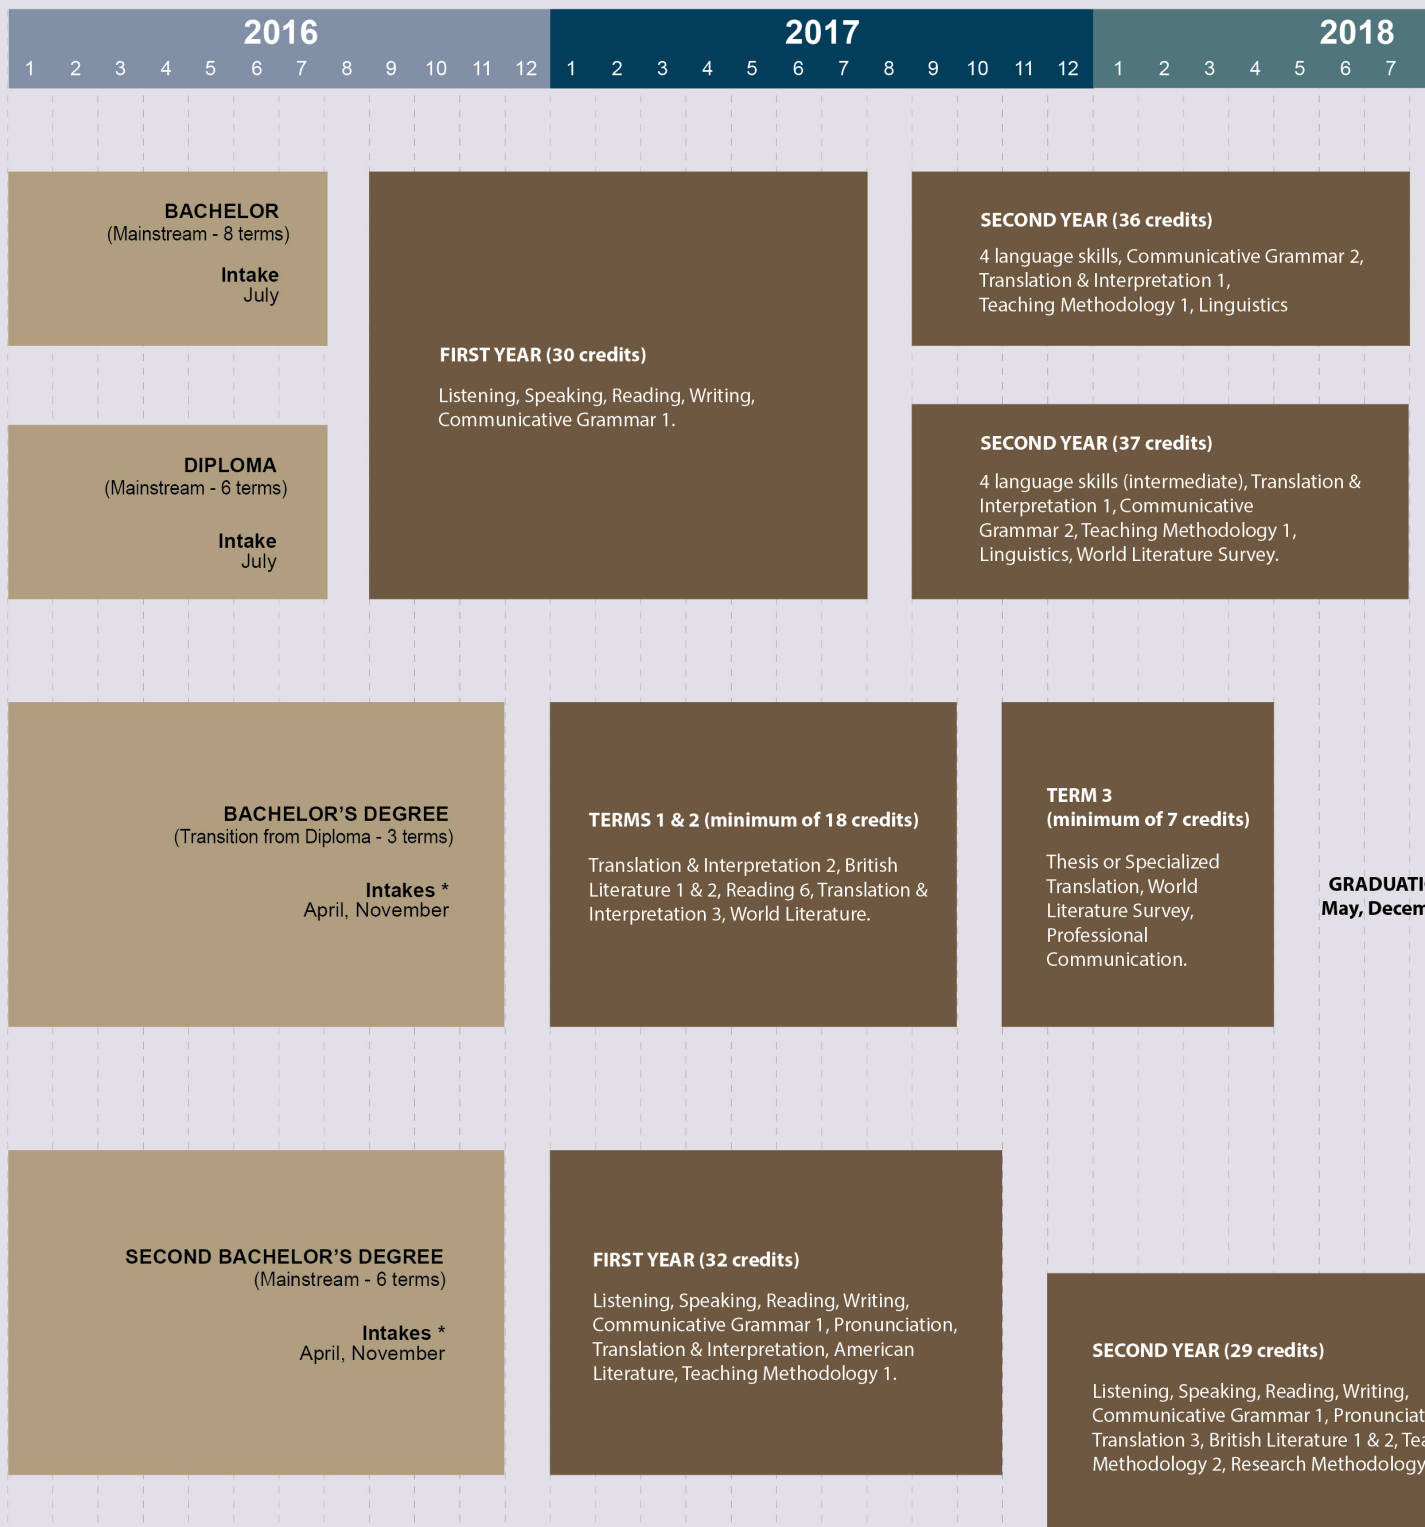 2016
2017
2018
1 2 3 4 5 6 7 8 9 10 11 12 1 2 3 4 5 6 7 8 9 10 11 12 1 2 3 4 5 6 7
BACHELOR
(Mainstream - 8 terms)
Intake
July
DIPLOMA
(Mainstream - 6 terms)
Intake
July
FIRST YEAR (30 credits)
Listening, Speaking, Reading, Writing,
Communicative Grammar 1.
SECOND YEAR (36 credits)
4 language skills, Communicative Grammar 2,
Translation & Interpretation 1,
Teaching Methodology 1, Linguistics
SECOND YEAR (37 credits)
4 language skills (intermediate), Translation &
Interpretation 1, Communicative
Grammar 2, Teaching Methodology 1,
Linguistics, World Literature Survey.
BACHELOR'S DEGREE
(Transition from Diploma - 3 terms)
Intakes *
April, November
TERMS 1 & 2 (minimum of 18 credits)
Translation & Interpretation 2, British
Literature 1 & 2, Reading 6, Translation &
Interpretation 3, World Literature.
TERM 3
(minimum of 7 credits)
Thesis or Specialized
Translation, World
Literature Survey,
Professional
Communication.
May,
SECOND BACHELOR'S DEGREE
(Mainstream - 6 terms)
Intakes *
April, November
FIRST YEAR (32 credits)
Listening, Speaking, Reading, Writing,
Communicative Grammar 1, Pronunciation,
Translation & Interpretation, American
Literature, Teaching Methodology 1.
SECOND YEAR (29 credits)
Listening, Speaking, Reading, Writing,
Communicative Grammar 1,
Translation 3, British Literature 1 & 2,
Methodology 2, Research Methodology